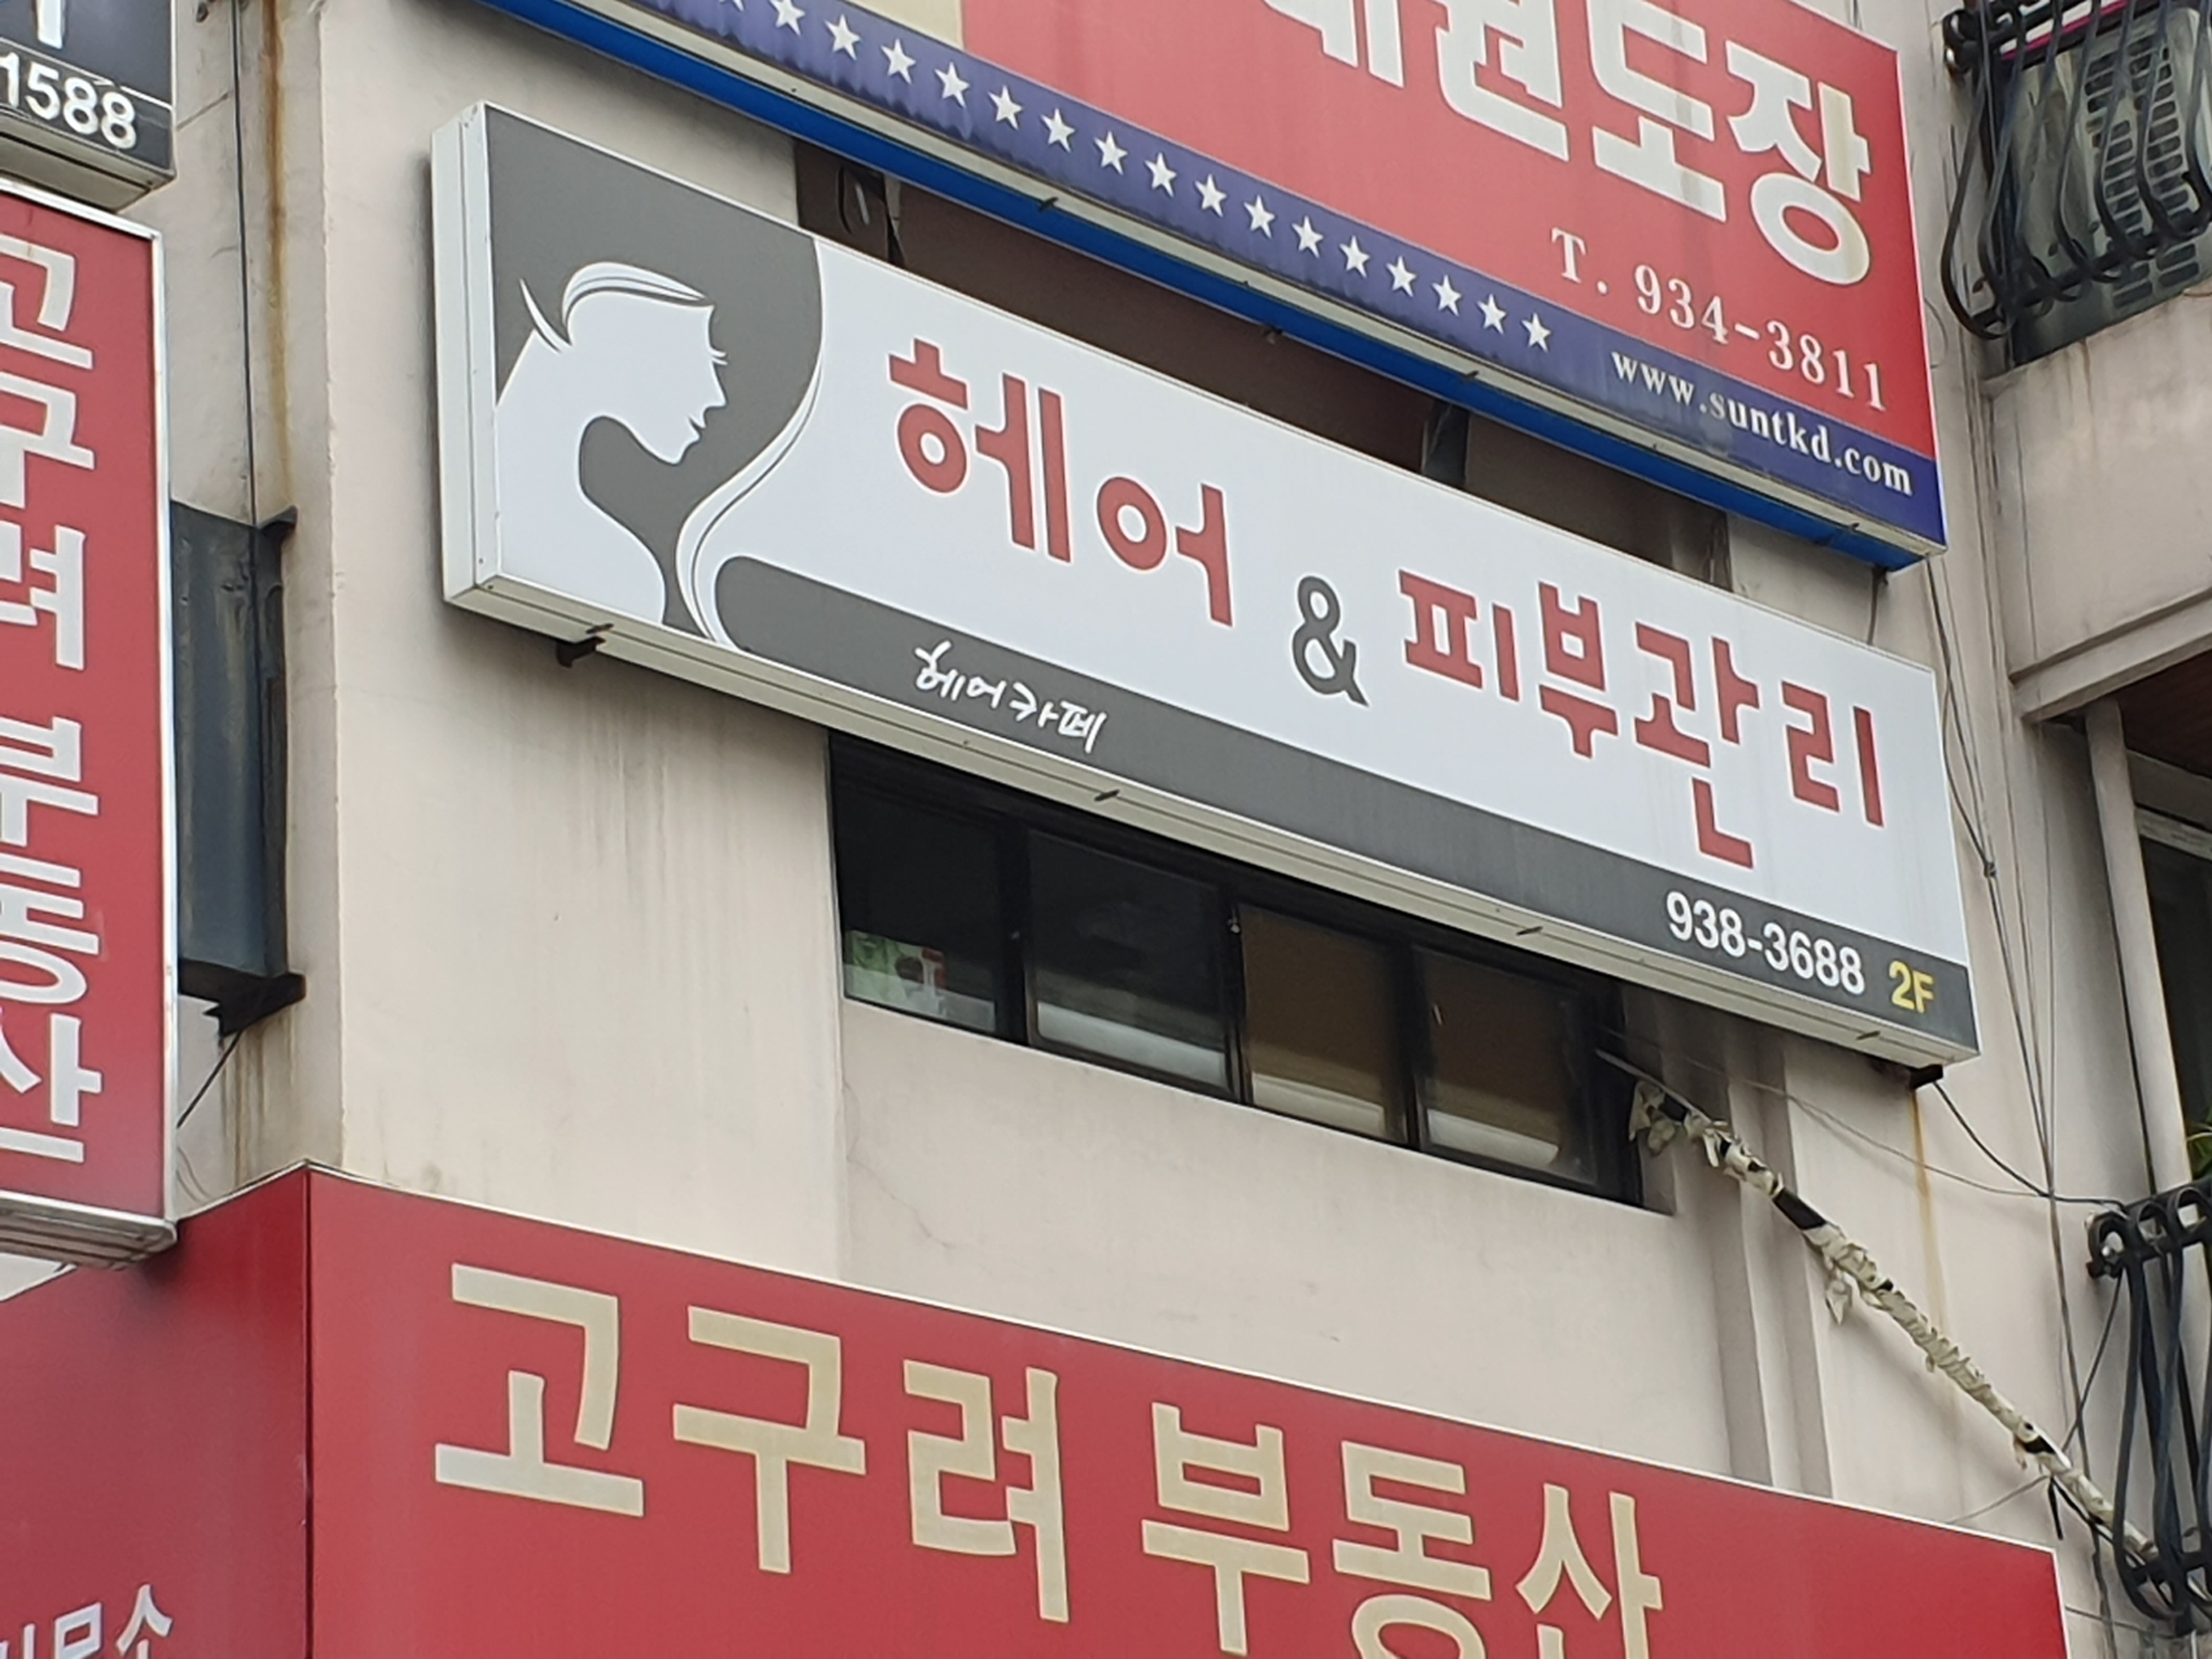 1588
권도장
T. 934-3811
www.suntkd.com
헤어 & 피부관리
헤어카페
938-3688 2F
고구려 부동산
고구려 부동산